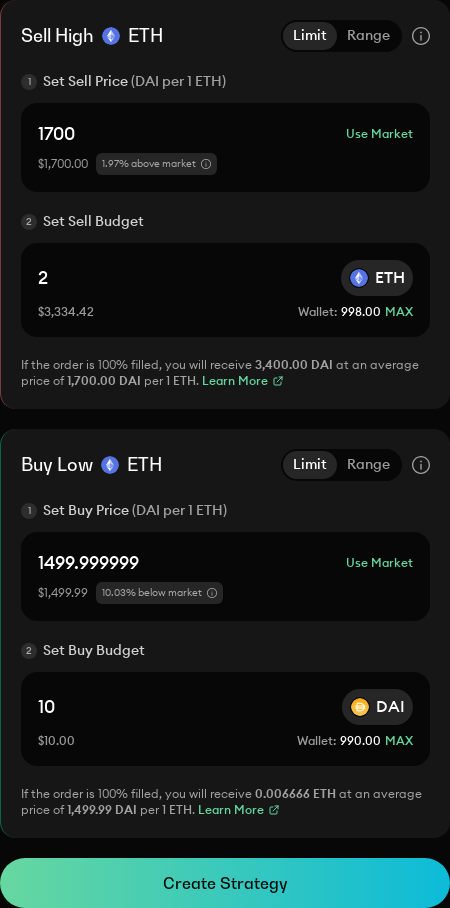 Sell High ETH Limit Range
1 Set Sell Price (DAI per 1 ETH)
1700 Use Market
$1,700.00 1.97% above market
2 Set Sell Budget
2 ETH
$3,334.42 Wallet: 998.00 MAX
If the order is 100% filled, you will receive 3,400.00 DAI at an average
price of 1,700.00 DAI per 1 ETH. Learn More
Buy Low ETH Limit Range
1 Set Buy Price (DAI per 1 ETH)
1499.999999 Use Market
$1,499.99 10.03% below market
2 Set Buy Budget
10 DAI
$10.00 Wallet: 990.00 MAX
If the order is 100% filled, you will receive 0.006666 ETH at an average
price of 1,499.99 DAI per 1 ETH. Learn More
Create Strategy